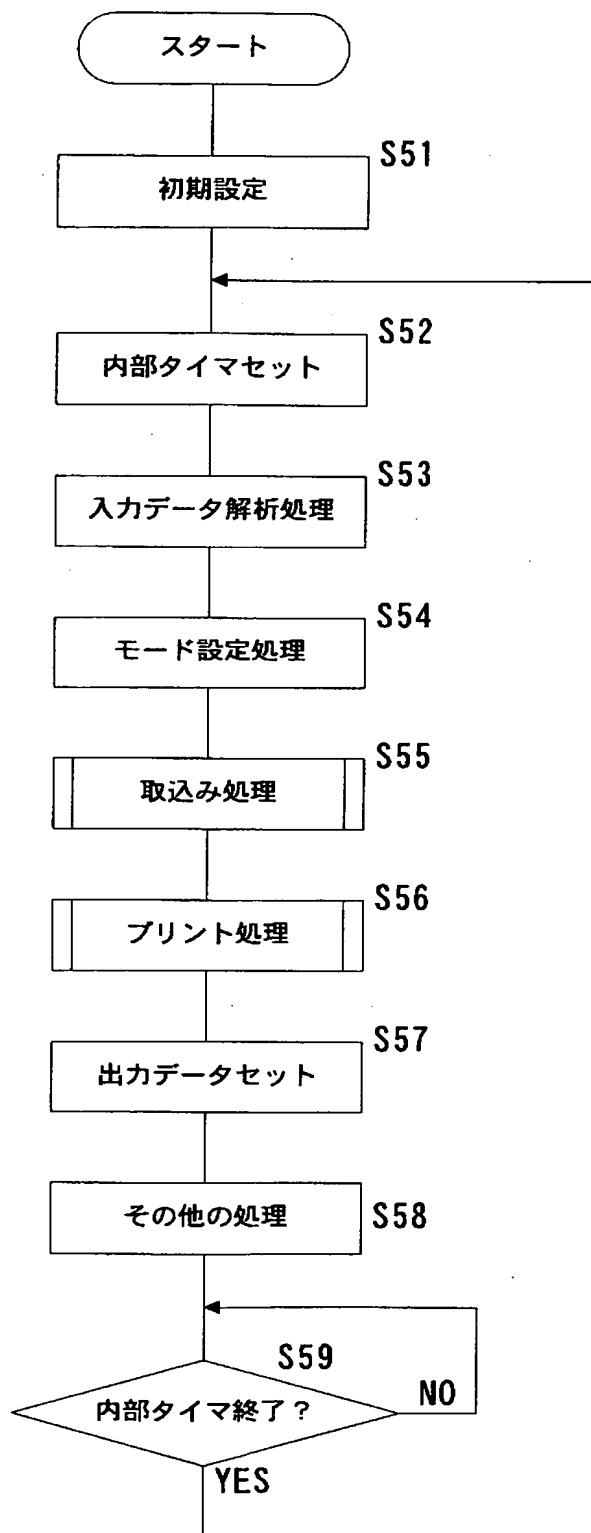 スタート
S51
初期設定
S52
内部タイマセット
S53
入力データ解析処理
S54
モード設定処理
S55
取込み処理
S56
プリント処理
S57
出力データセット
その他の処理 S58
S59
内部タイマ終了？
NO
YES